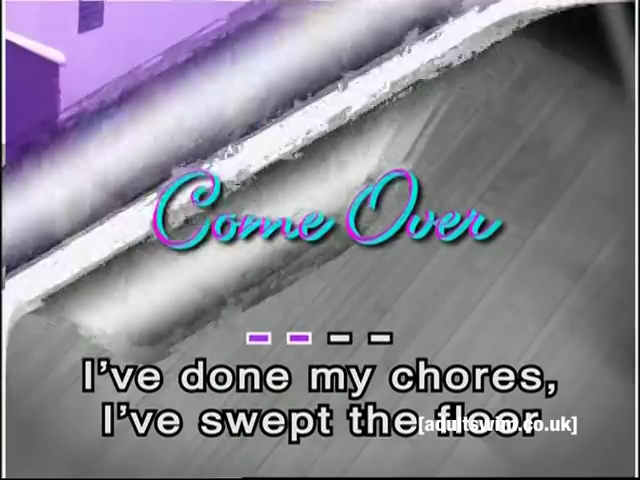 Come Over
I've done my chores,
I've swept the floor
[adultswim.co.uk]